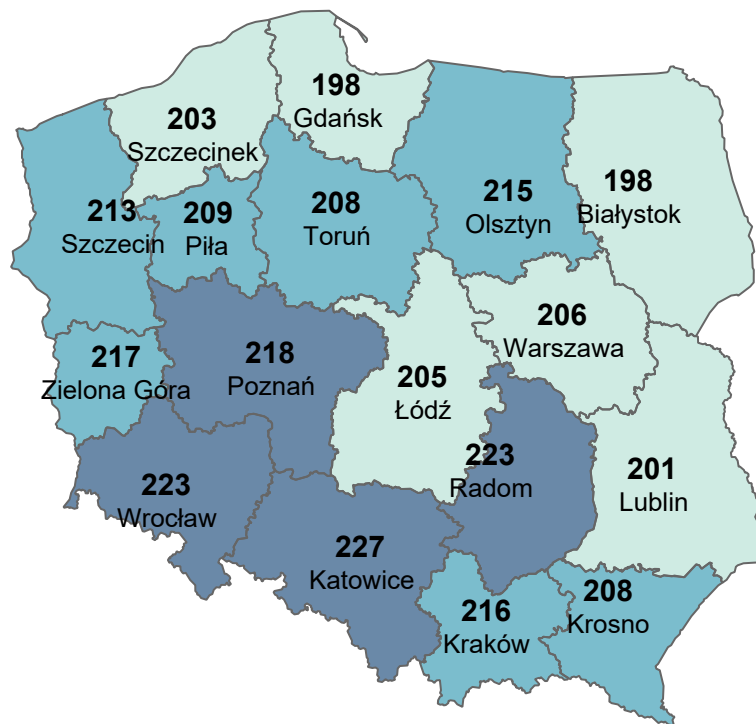 198
Gdańsk
203
Szczecinek
198
Białystok
215
Olsztyn
208
Toruń
209
Piła
213
Szczecin
206
Warszawa
218
Poznań
217
Zielona Góra
205
Łódź
223
Radom
201
Lublin
223
Wrocław
227
Katowice
216
Kraków
208
Krosno